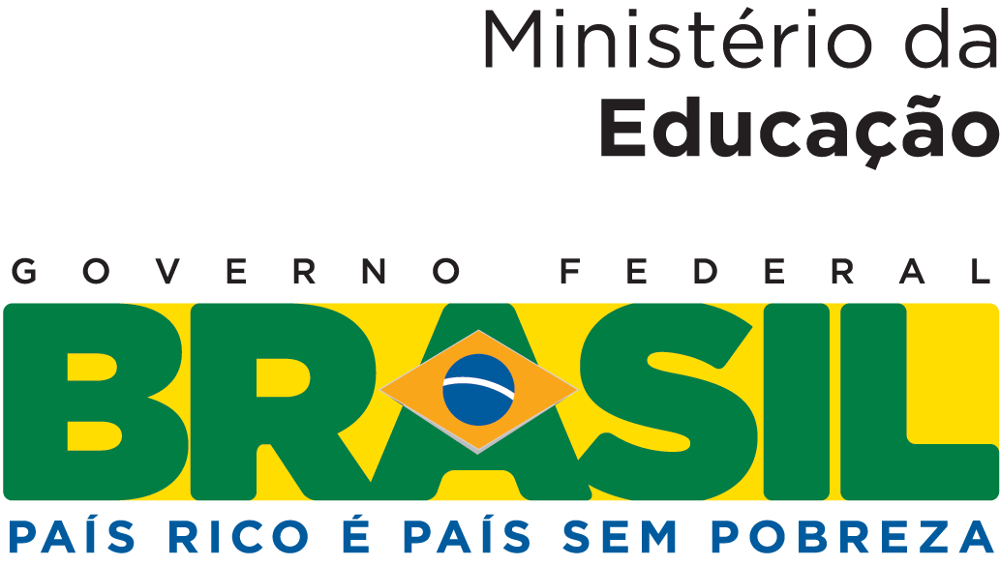 Ministério da
Educação
GOVERNO FEDERAL
BRASIL
PAÍS RICO É PAÍS SEM POBREZA